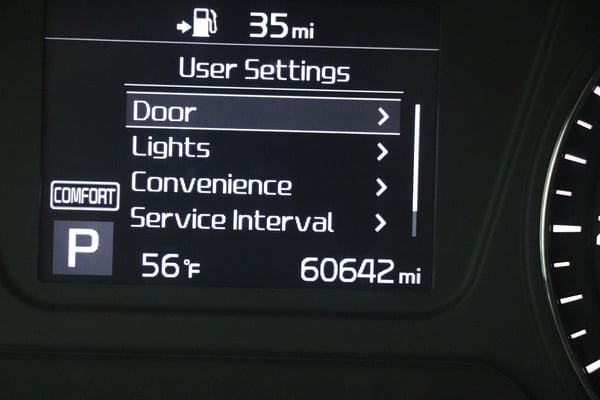 35 mi
User Settings
Door
Lights
Convenience
COMFORT
Service Interval
P
56°F
60642 mi